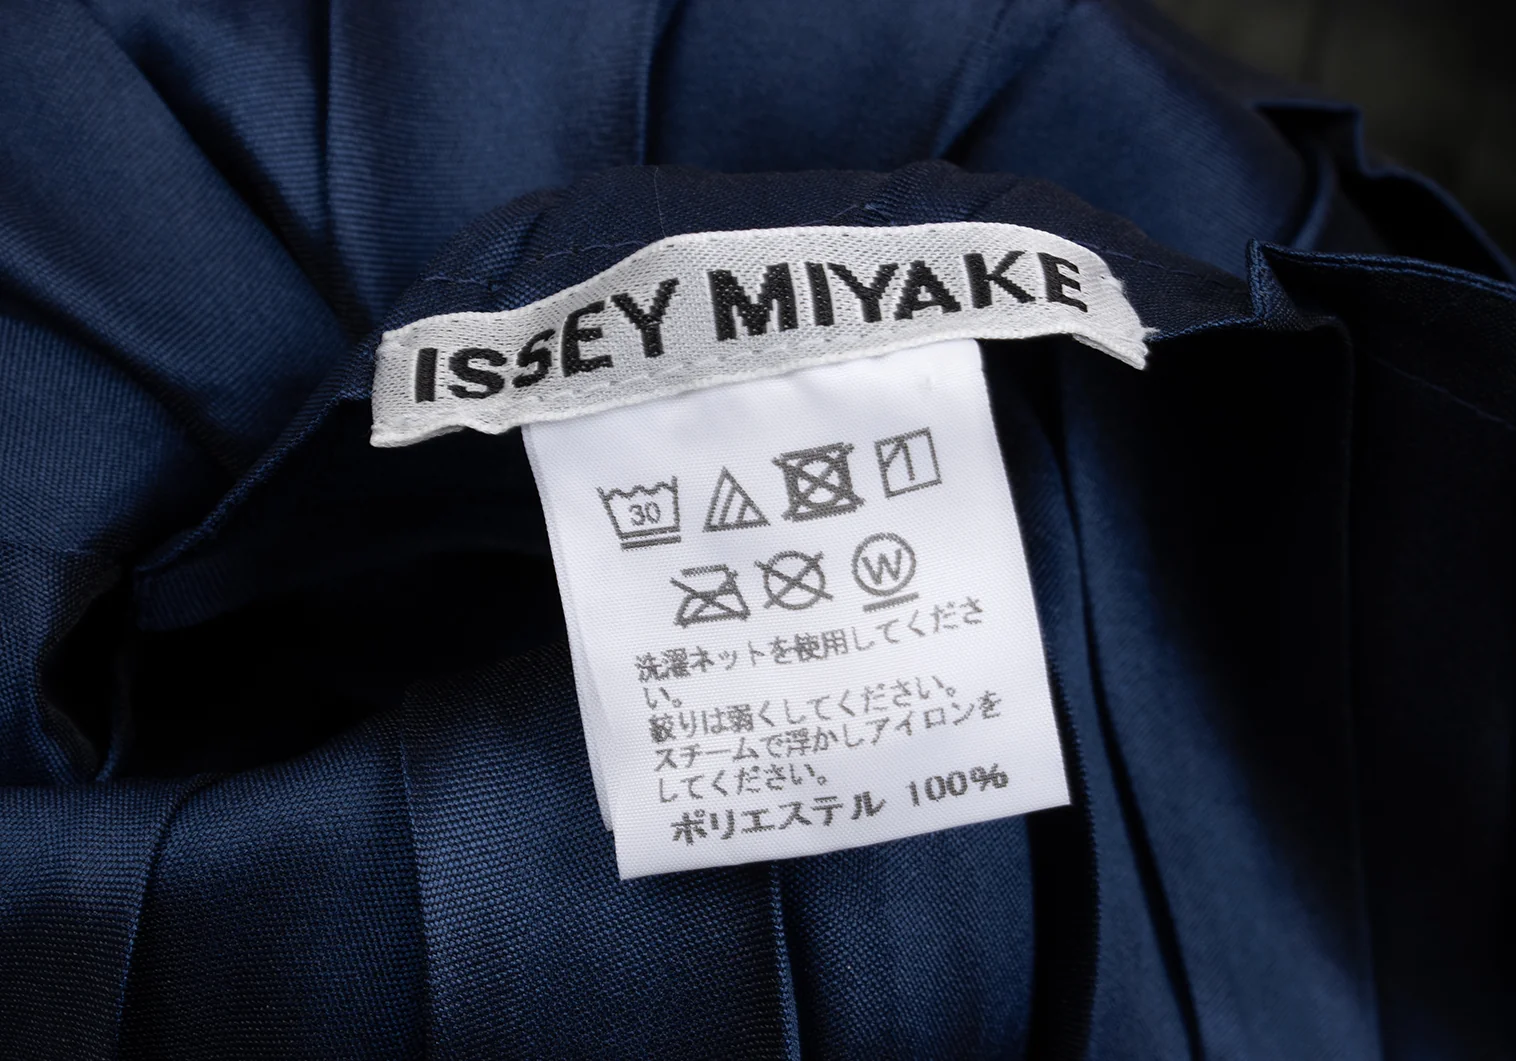 ISSEY MIYAKE
30
W
洗濯ネットを使用してくださ
い。
絞りは弱くしてください。
スチームで浮かしアイロンを
してください。
ポリエステル 100%